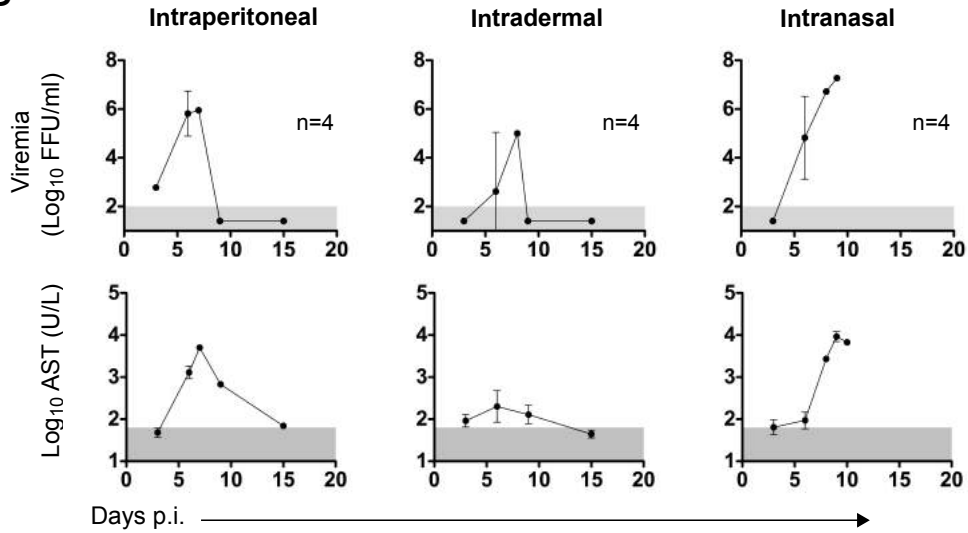 Intraperitoneal Intradermal Intranasal
Viremia
(Log10 FFU/ml)
8 6 4 2
0 5 10 15 20
n=4
8 6 4 2
0 5 10 15 20
n=4
8 6 4 2
0 5 10 15 20
n=4
Log10 AST (U/L)
5 4 3 2 1
0 5 10 15 20
5 4 3 2 1
0 5 10 15 20
5 4 3 2 1
0 5 10 15 20
Days p.i.